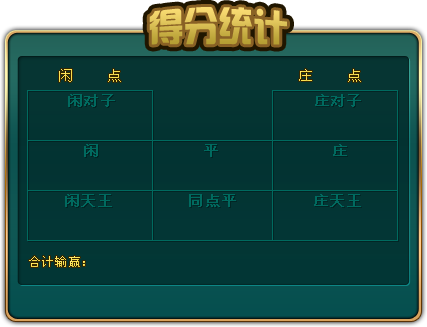 得分统计
闲 点 庄 点
闲对子 庄对子
闲 平 庄
闲天王 同点平 庄天王
合计输赢：